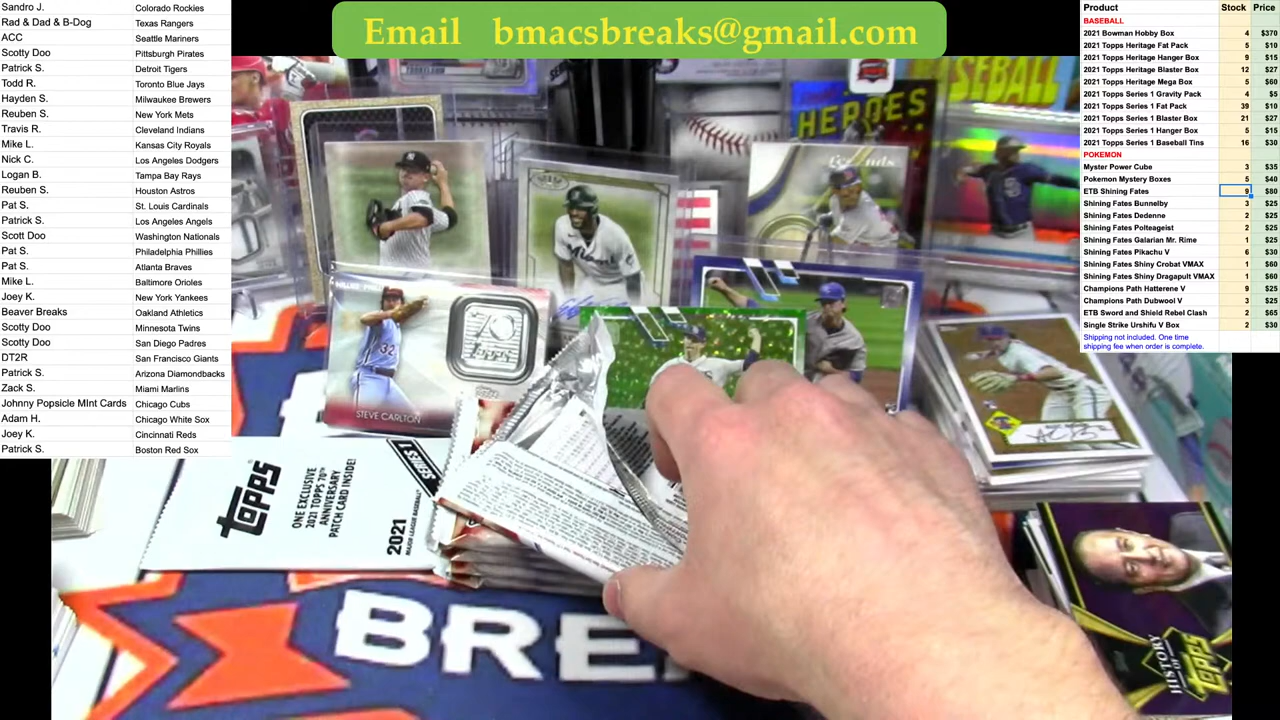 Email bmacsbreaks@gmail.com
Sandro J. Colorado Rockies
Rad & Dad & B-Dog Texas Rangers
ACC Seattle Mariners
Scotty Doo Pittsburgh Pirates
Patrick S. Detroit Tigers
Todd R. Toronto Blue Jays
Hayden S. Milwaukee Brewers
Reuben S. New York Mets
Travis R. Cleveland Indians
Mike L. Kansas City Royals
Nick C. Los Angeles Dodgers
Logan B. Tampa Bay Rays
Reuben S. Houston Astros
Pat S. St. Louis Cardinals
Patrick S. Los Angeles Angels
Scott Doo Washington Nationals
Pat S. Philadelphia Phillies
Pat S. Atlanta Braves
Mike L. Baltimore Orioles
Joey K. New York Yankees
Beaver Breaks Oakland Athletics
Scotty Doo Minnesota Twins
Scotty Doo San Diego Padres
DT2R San Francisco Giants
Patrick S. Arizona Diamondbacks
Zack S. Miami Marlins
Johnny Popsicle MInt Cards Chicago Cubs
Adam H. Chicago White Sox
Joey K. Cincinnati Reds
Patrick S. Boston Red Sox
Product Stock Price
BASEBALL
2021 Bowman Hobby Box 4 $370
2021 Topps Heritage Fat Pack 5 $10
2021 Topps Heritage Hanger Box 9 $15
2021 Topps Heritage Blaster Box 12 $27
2021 Topps Heritage Mega Box 5 $60
2021 Topps Series 1 Gravity Pack 4 $5
2021 Topps Series 1 Fat Pack 39 $10
2021 Topps Series 1 Blaster Box 21 $27
2021 Topps Series 1 Hanger Box 5 $15
2021 Topps Series 1 Baseball Tins 16 $30
POKEMON
Myster Power Cube 3 $35
Pokemon Mystery Boxes 5 $40
ETB Shining Fates 9 $80
Shining Fates Bunnelby 3 $25
Shining Fates Dedenne 2 $25
Shining Fates Polteageist 2 $25
Shining Fates Galarian Mr. Rime 1 $25
Shining Fates Pikachu V 6 $30
Shining Fates Shiny Crobat VMAX 1 $60
Shining Fates Shiny Dragapult VMAX 1 $60
Champions Path Hatterene V 9 $25
Champions Path Dubwool V 3 $25
ETB Sword and Shield Rebel Clash 2 $65
Single Strike Urshifu V Box 2 $30
Shipping not included. One time
shipping fee when order is complete.
SEBALL
HEROES
STEVE CARLTON
70
TOPPS
ONE EXCLUSIVE
2021 TOPPS 70TH
ANNIVERSARY
PATCH CARD INSIDE!
2021
MAJOR LEAGUE BASEBALL
BRE
HISTORY OF
TOPPS